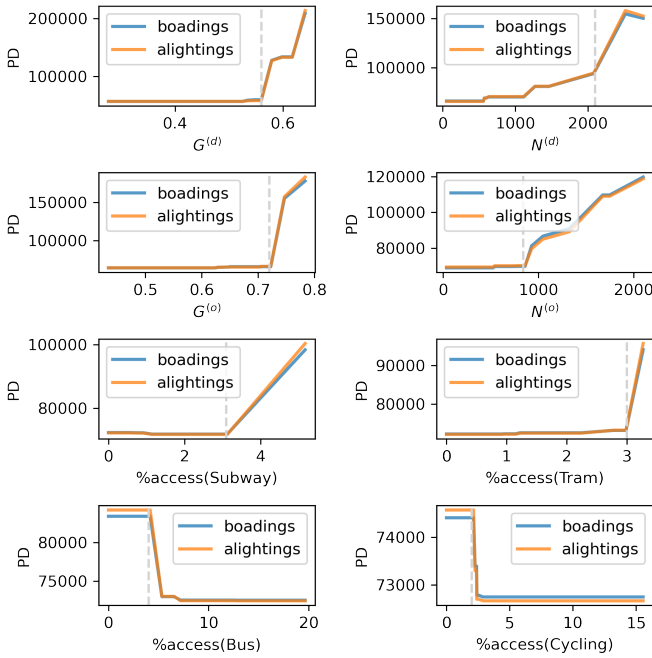 200000
100000
PD
boadings
alightings
0.4
0.6
G(d)
150000
100000
PD
boadings
alightings
0
1000
2000
N(d)
150000
100000
PD
boadings
alightings
0.5
0.6
0.7
0.8
G(o)
120000
100000
80000
PD
boadings
alightings
0
1000
2000
N(o)
100000
80000
PD
boadings
alightings
0
2
4
%access(Subway)
90000
80000
PD
boadings
alightings
0
1
2
3
%access(Tram)
80000
75000
PD
boadings
alightings
0
10
20
%access(Bus)
74000
73000
PD
boadings
alightings
0
5
10
15
%access(Cycling)